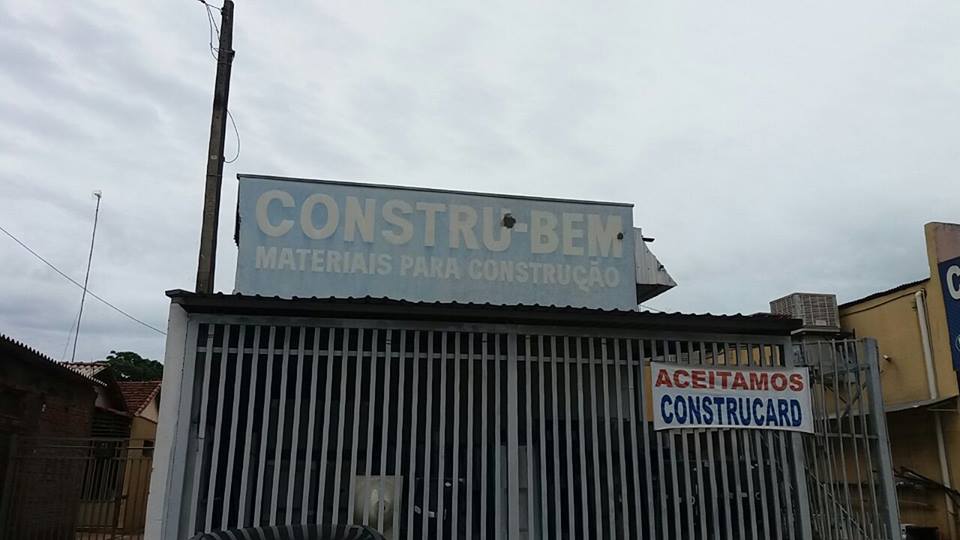 CONSTRU-BEM
MATERIAIS PARA CONSTRUÇÃO
ACEITAMOS
CONSTRUCARD
C